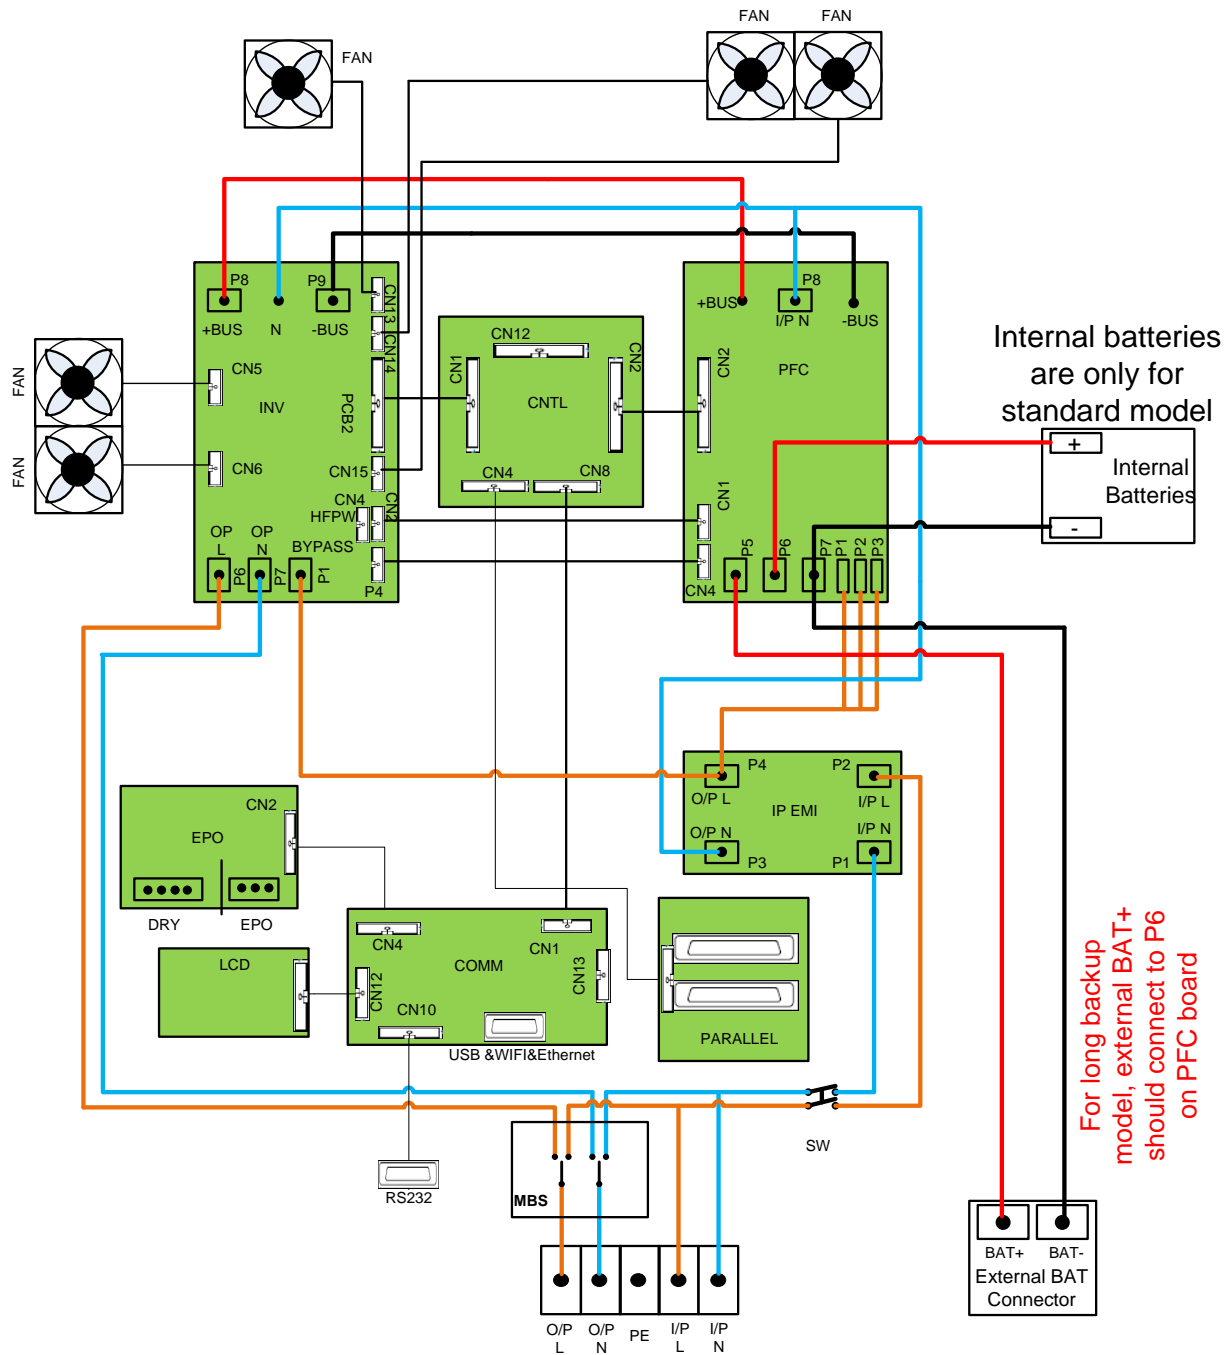 FAN
FAN
FAN
P8
+BUS
N
P9
-BUS
CN13
CN14
CN5
INV
PCB2
FAN
FAN
CN6
CN15
CN4
HFPW
CN2
OP
L
OP
N
BYPASS
P6
P7
P1
P4
CN12
CN1
CN2
CNTL
CN4
CN8
+BUS
P8
I/P N
-BUS
CN2
PFC
CN1
CN4
P5
P6
P7
P1
P2
P3
Internal batteries
are only for
standard model
+
Internal
Batteries
-
P4
O/P L
P2
I/P L
IP EMI
O/P N
P3
I/P N
P1
CN2
EPO
DRY
EPO
LCD
CN4
CN1
COMM
CN13
CN12
CN10
USB &WIFI&Ethernet
PARALLEL
For long backup
model, external BAT+
should connect to P6
on PFC board
SW
RS232
MBS
BAT+
BAT-
External BAT
Connector
O/P
L
O/P
N
PE
I/P
L
I/P
N